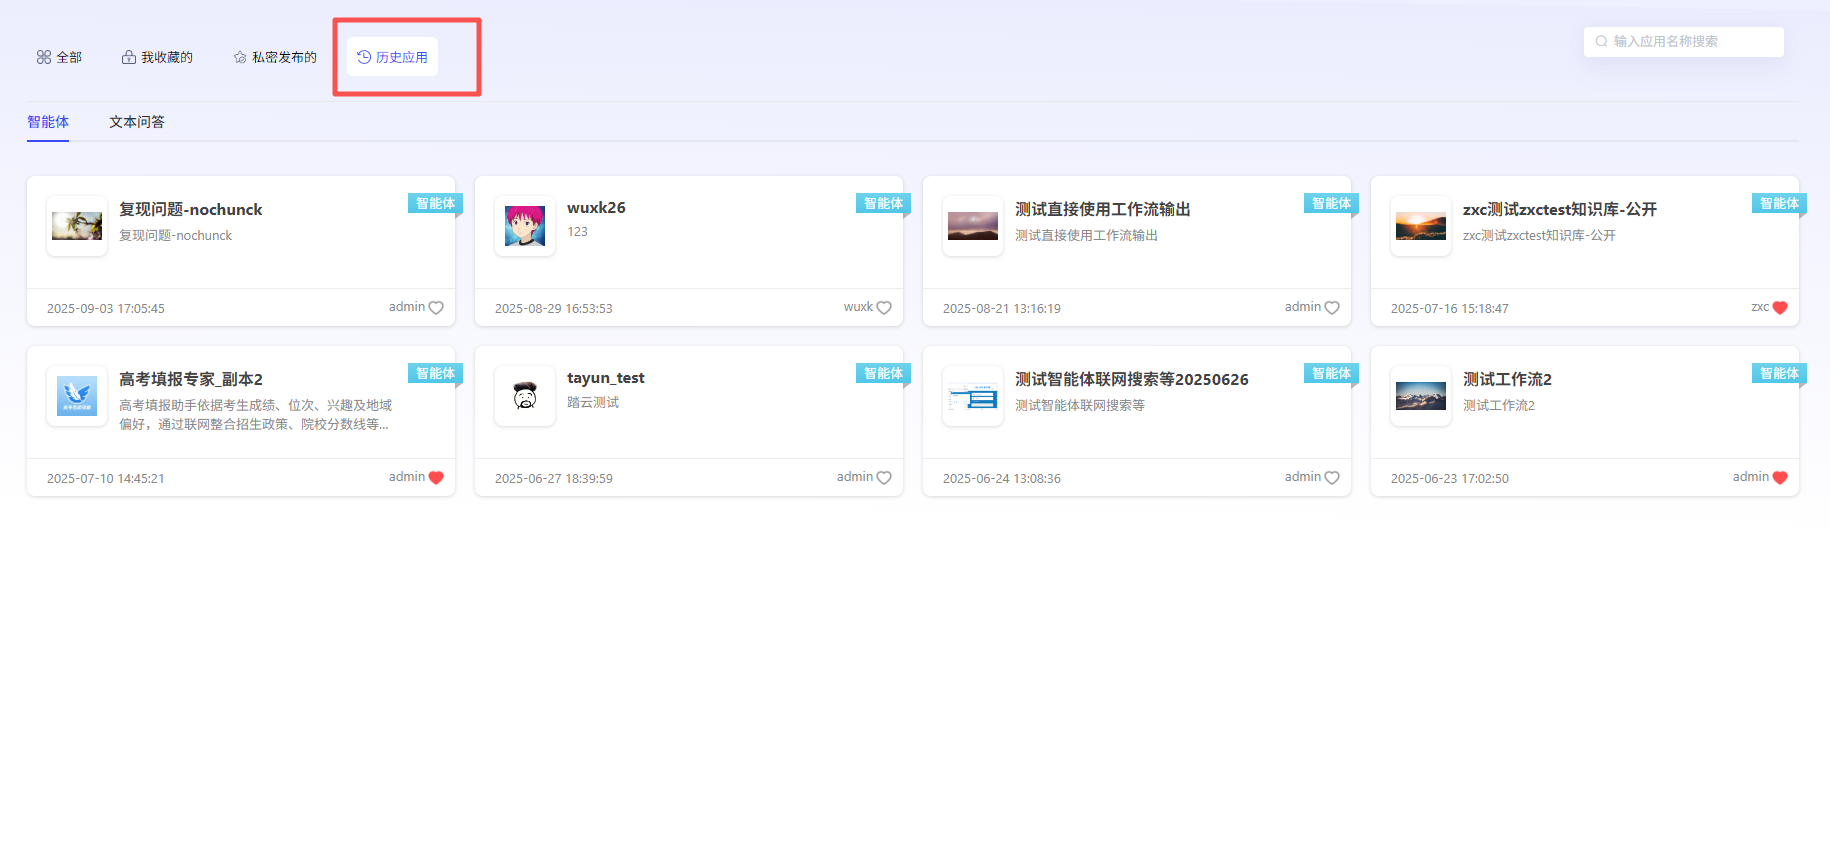 全部
我收藏的
私密发布的
历史应用
输入应用名称搜索
智能体
文本问答
复现问题-nochunck
智能体
复现问题-nochunck
2025-09-03 17:05:45
admin
wuxk26
智能体
123
2025-08-29 16:53:53
wuxk
测试直接使用工作流输出
智能体
测试直接使用工作流输出
2025-08-21 13:16:19
admin
zxc测试zxctest知识库-公开
智能体
zxc测试zxctest知识库-公开
2025-07-16 15:18:47
zxc
高考填报专家_副本2
智能体
高考填报助手依据考生成绩、位次、兴趣及地域
偏好，通过联网整合招生政策、院校分数线等...
2025-07-10 14:45:21
admin
tayun_test
智能体
踏云测试
2025-06-27 18:39:59
admin
测试智能体联网搜索等20250626
智能体
测试智能体联网搜索等
2025-06-24 13:08:36
admin
测试工作流2
智能体
测试工作流2
2025-06-23 17:02:50
admin